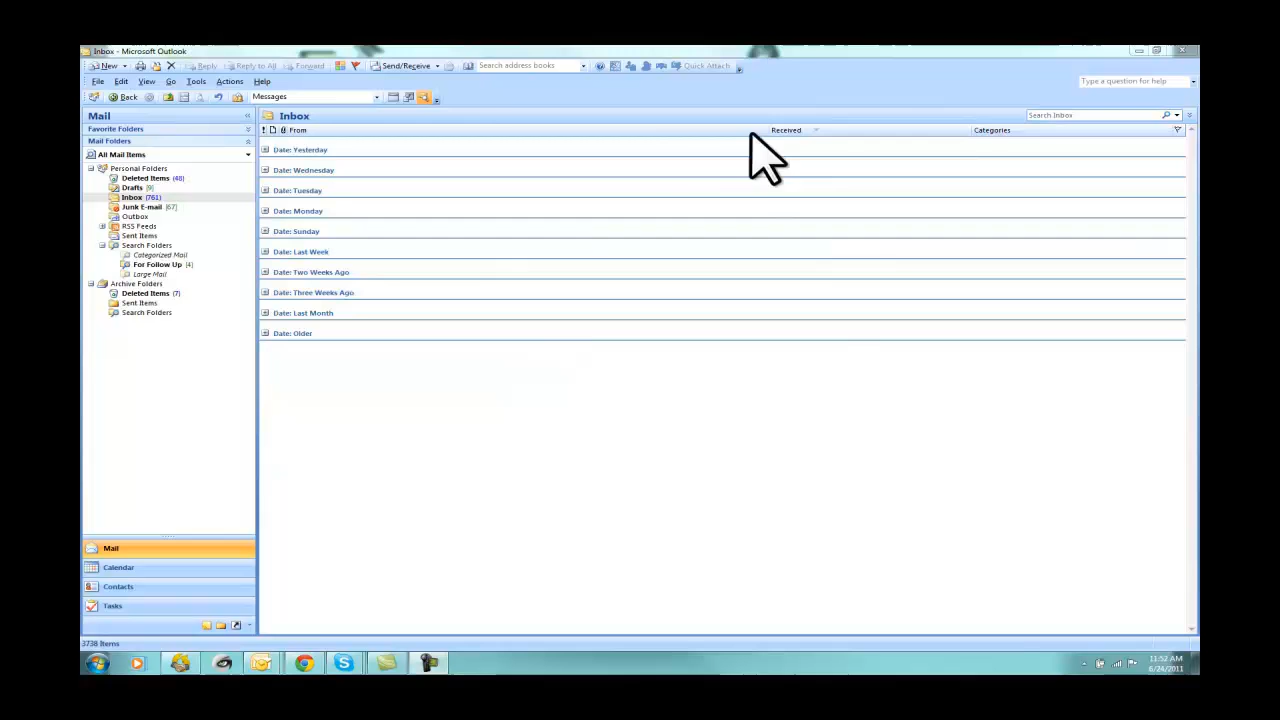 Inbox - Microsoft Outlook
New Reply Reply to All Forward Send/Receive Search address books Quick Attach
File Edit View Go Tools Actions Help Type a question for help
Back Messages
Mail
Favorite Folders
Mail Folders
All Mail Items
Personal Folders
Deleted Items (48)
Drafts [9]
Inbox (761)
Junk E-mail [67]
Outbox
RSS Feeds
Sent Items
Search Folders
Categorized Mail
For Follow Up [4]
Large Mail
Archive Folders
Deleted Items (7)
Sent Items
Search Folders
Mail
Calendar
Contacts
Tasks
Inbox Search Inbox
From Received Categories
Date: Yesterday
Date: Wednesday
Date: Tuesday
Date: Monday
Date: Sunday
Date: Last Week
Date: Two Weeks Ago
Date: Three Weeks Ago
Date: Last Month
Date: Older
3738 Items
11:52 AM
6/24/2011